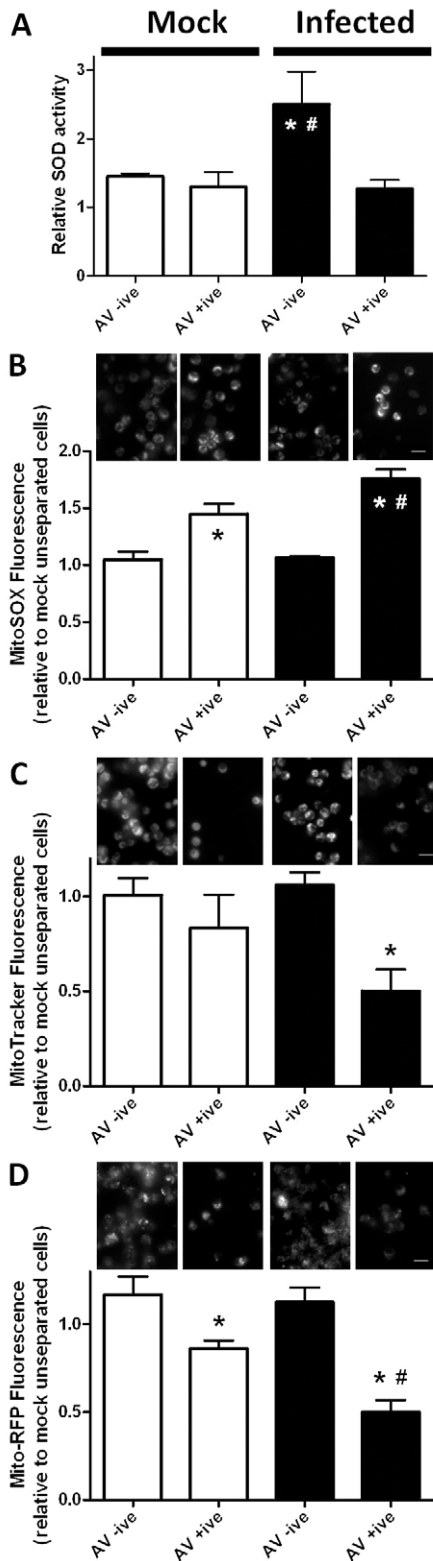 A
Mock Infected
Relative SOD activity
3
2
1
0
* #
AV -ive
AV +ive
AV -ive
AV +ive
B
MitoSOX Fluorescence
(relative to mock unseparated cells)
2.0
1.5
1.0
0.0
*
* #
AV -ive
AV +ive
AV -ive
AV +ive
C
MitoTracker Fluorescence
(relative to mock unseparated cells)
1.0
0.5
0.0
*
AV -ive
AV +ive
AV -ive
AV +ive
D
Mito-RFP Fluorescence
(relative to mock unseparated cells)
1.0
0.5
0.0
*
* #
AV -ive
AV +ive
AV -ive
AV +ive